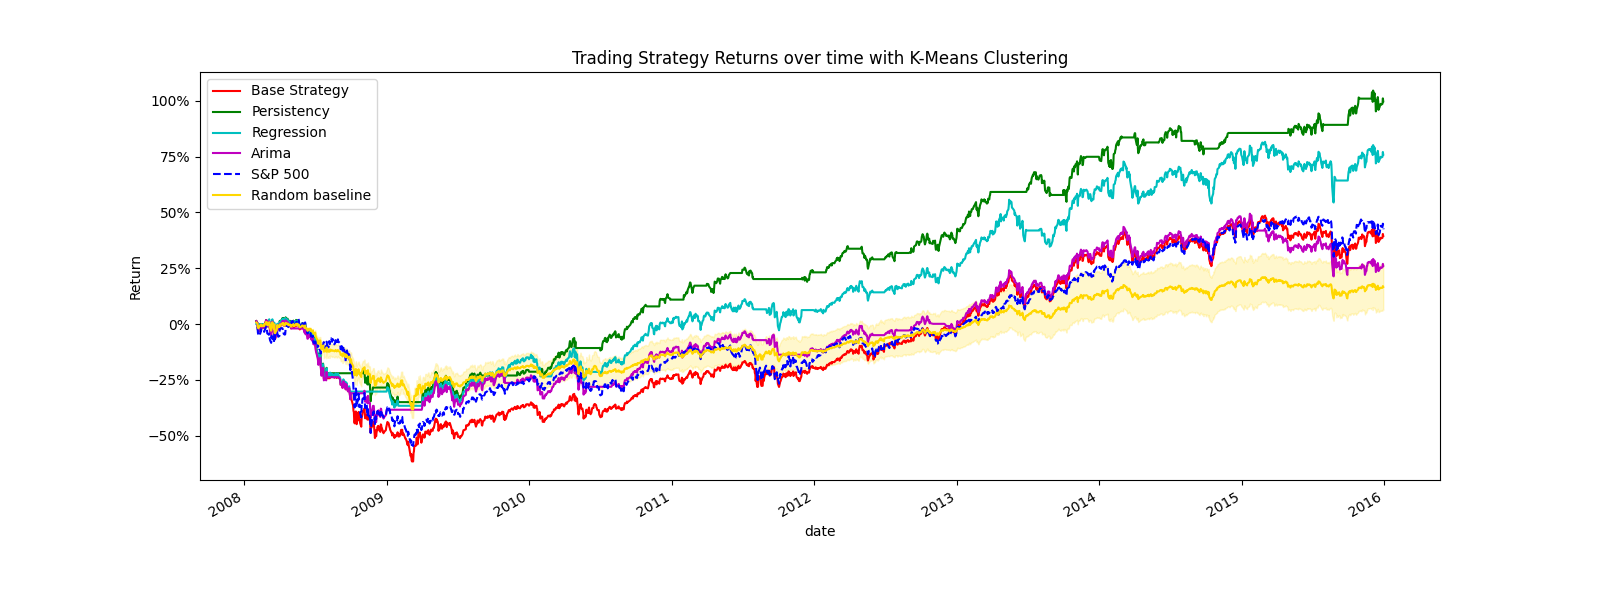 Trading Strategy Returns over time with K-Means Clustering
Base Strategy
Persistency
Regression
Arima
S&P 500
Random baseline
100%
75%
50%
25%
0%
−25%
−50%
Return
2008
2009
2010
2011
2012
2013
2014
2015
2016
date